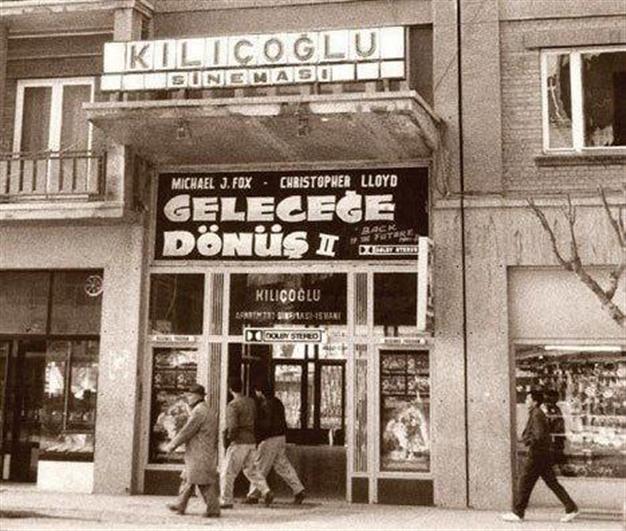 KILIÇOĞLU
SİNEMASI
MICHAEL J. FOX - CHRISTOPHER LLOYD
GELECEĞE
DÖNÜŞ II
BACK
TO THE FUTURE
DOLBY STEREO
KILIÇOĞLU
DOLBY STEREO